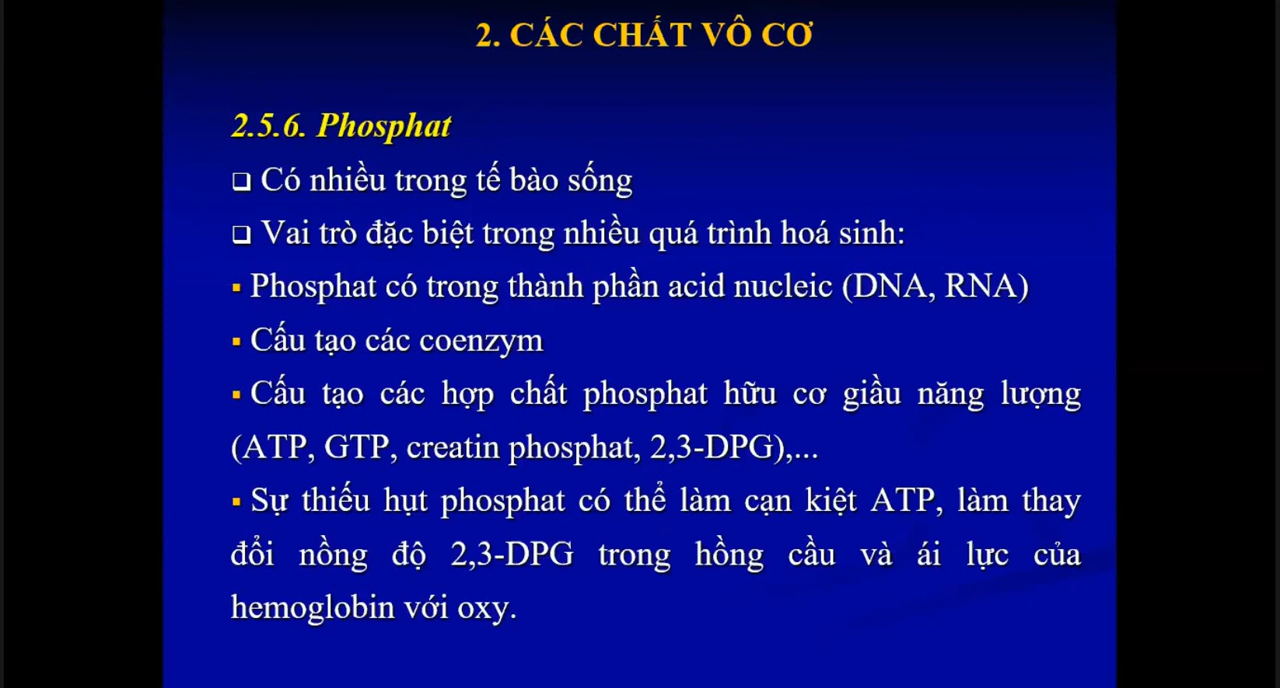 2. CÁC CHẤT VÔ CƠ
2.5.6. Phosphat
❑ Có nhiều trong tế bào sống
❑ Vai trò đặc biệt trong nhiều quá trình hoá sinh:
▪ Phosphat có trong thành phần acid nucleic (DNA, RNA)
▪ Cấu tạo các coenzym
▪ Cấu tạo các hợp chất phosphat hữu cơ giầu năng lượng
(ATP, GTP, creatin phosphat, 2,3-DPG),...
▪ Sự thiếu hụt phosphat có thể làm cạn kiệt ATP, làm thay
đổi nồng độ 2,3-DPG trong hồng cầu và ái lực của
hemoglobin với oxy.